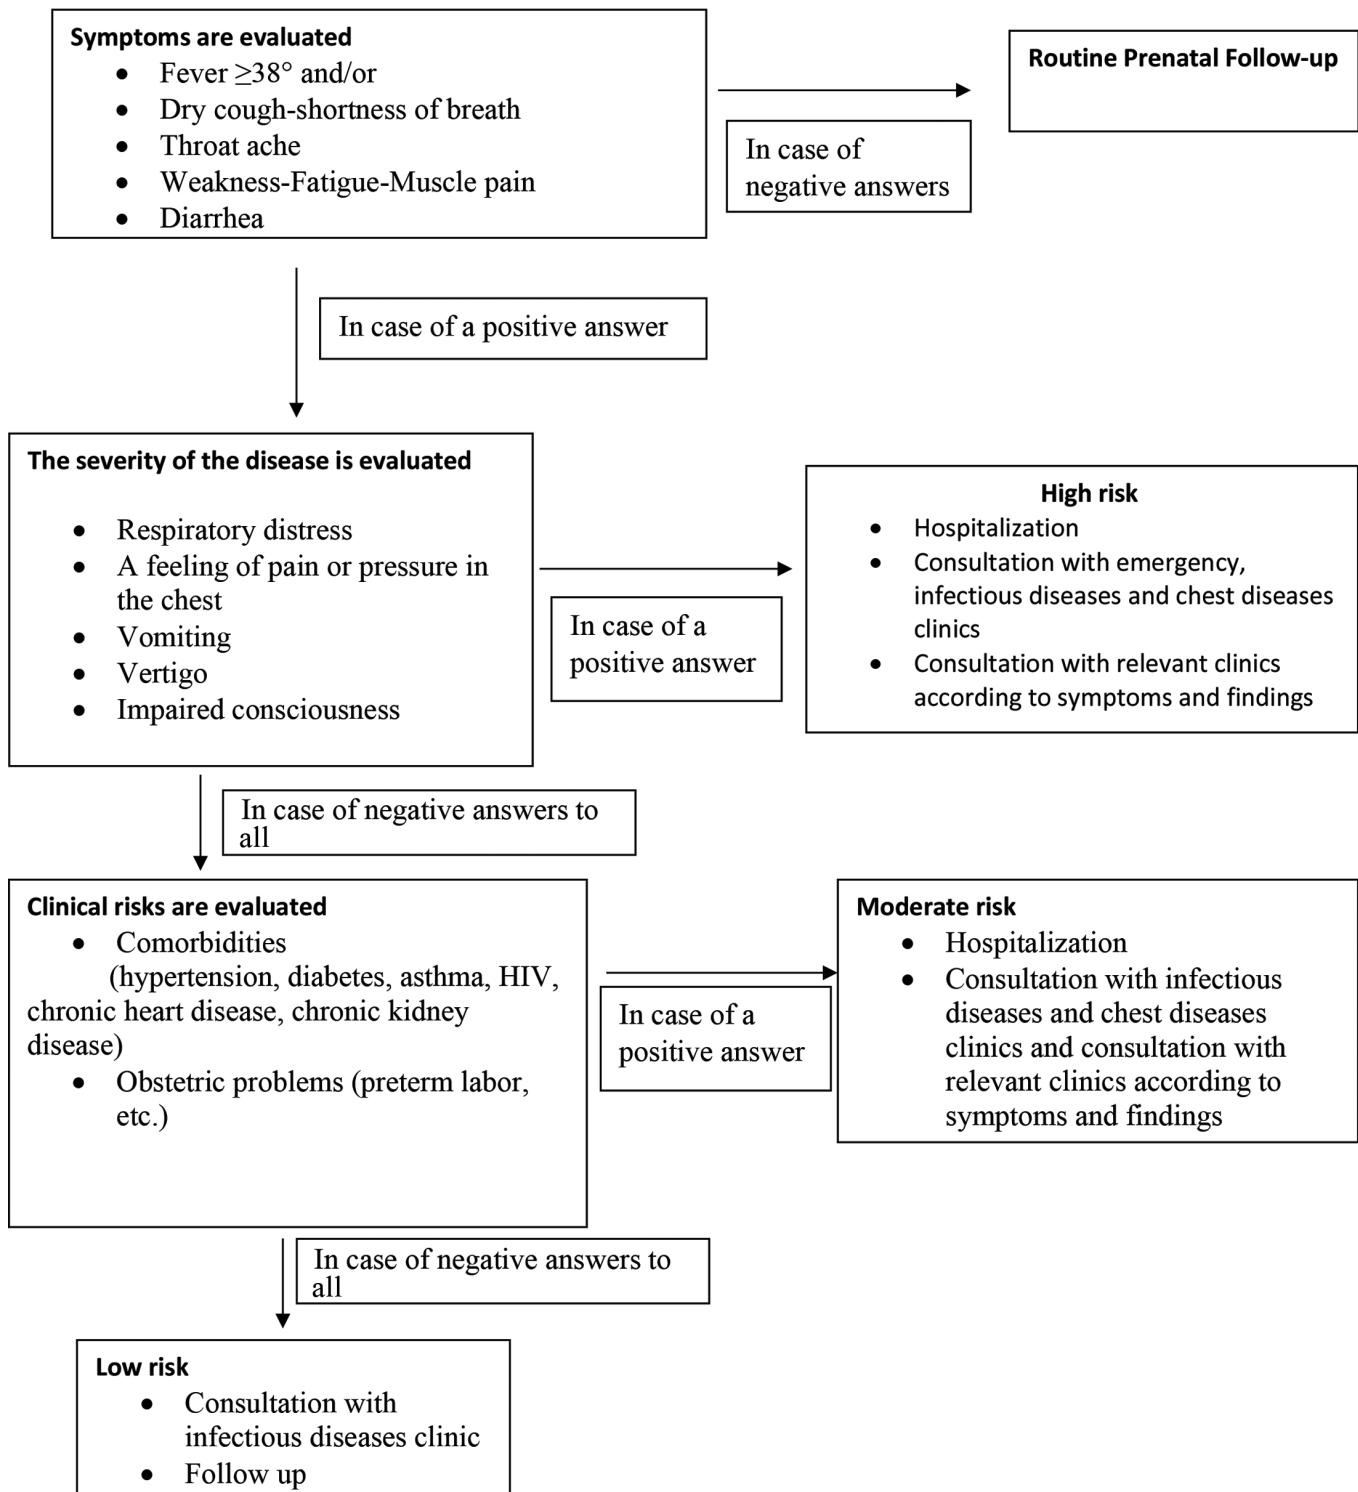 Symptoms are evaluated
• Fever ≥38° and/or
• Dry cough-shortness of breath
• Throat ache
• Weakness-Fatigue-Muscle pain
• Diarrhea
Routine Prenatal Follow-up
In case of
negative answers
In case of a positive answer
The severity of the disease is evaluated
• Respiratory distress
• A feeling of pain or pressure in
the chest
• Vomiting
• Vertigo
• Impaired consciousness
In case of a
positive answer
High risk
• Hospitalization
• Consultation with emergency,
infectious diseases and chest diseases
clinics
• Consultation with relevant clinics
according to symptoms and findings
In case of negative answers to
all
Clinical risks are evaluated
• Comorbidities
(hypertension, diabetes, asthma, HIV,
chronic heart disease, chronic kidney
disease)
• Obstetric problems (preterm labor,
etc.)
In case of a
positive answer
Moderate risk
• Hospitalization
• Consultation with infectious
diseases and chest diseases
clinics and consultation with
relevant clinics according to
symptoms and findings
In case of negative answers to
all
Low risk
• Consultation with
infectious diseases clinic
• Follow up